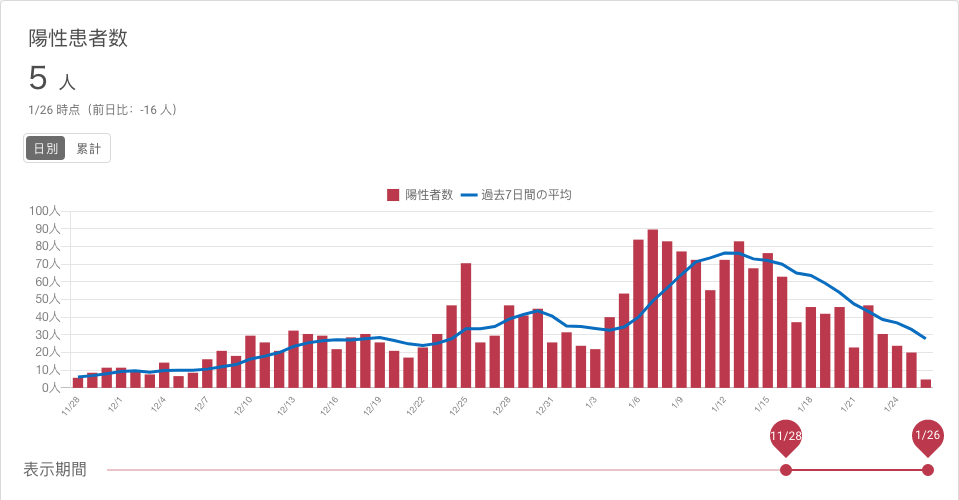 陽性患者数
5 人
1/26 時点（前日比：-16 人）
日別 累計
陽性者数 過去7日間の平均
100人
90人
80人
70人
60人
50人
40人
30人
20人
10人
0人
11/28 12/1 12/4 12/7 12/10 12/13 12/16 12/19 12/22 12/25 12/28 12/31 1/3 1/6 1/9 1/12 1/15 1/18 1/21 1/24
11/28 1/26
表示期間